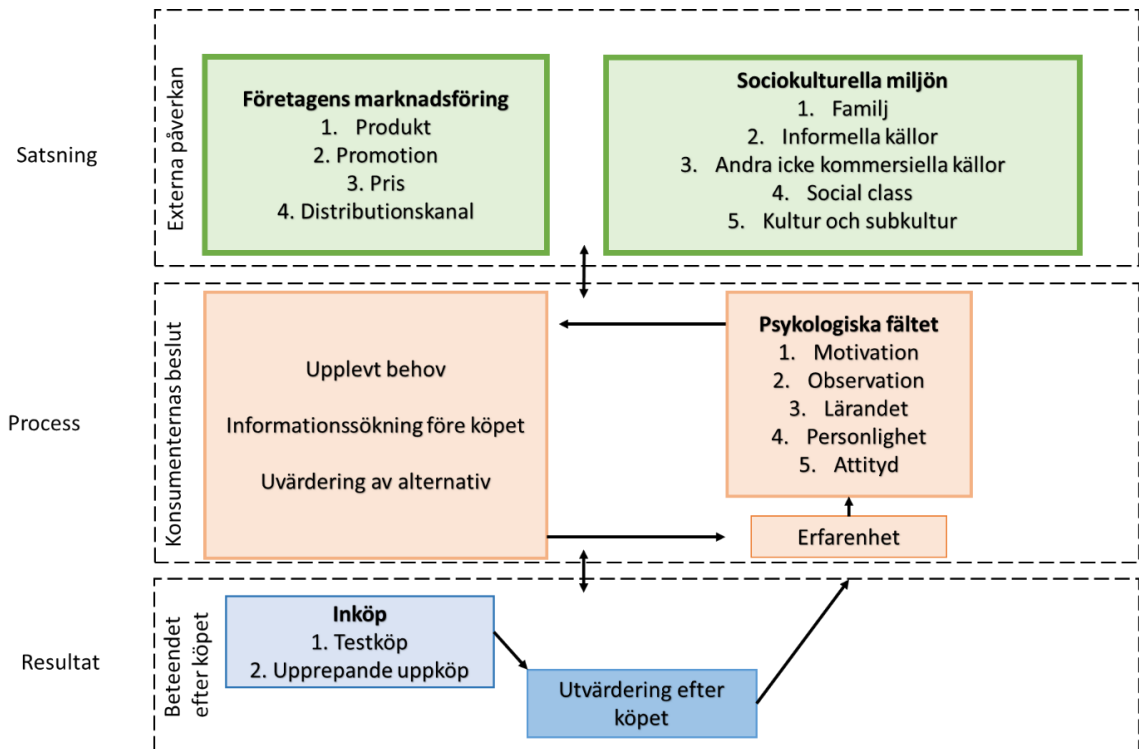 Satsning
Externa påverkan
Företagens marknadsföring
1. Produkt
2. Promotion
3. Pris
4. Distributionskanal
Sociokulturella miljön
1. Familj
2. Informella källor
3. Andra icke kommersiella källor
4. Social class
5. Kultur och subkultur
Process
Konsumenternas beslut
Upplevt behov
Informationssökning före köpet
Uvärdering av alternativ
Psykologiska fältet
1. Motivation
2. Observation
3. Lärandet
4. Personlighet
5. Attityd
Erfarenhet
Resultat
Beteendet
efter köpet
Inköp
1. Testköp
2. Upprepande uppköp
Utvärdering efter
köpet